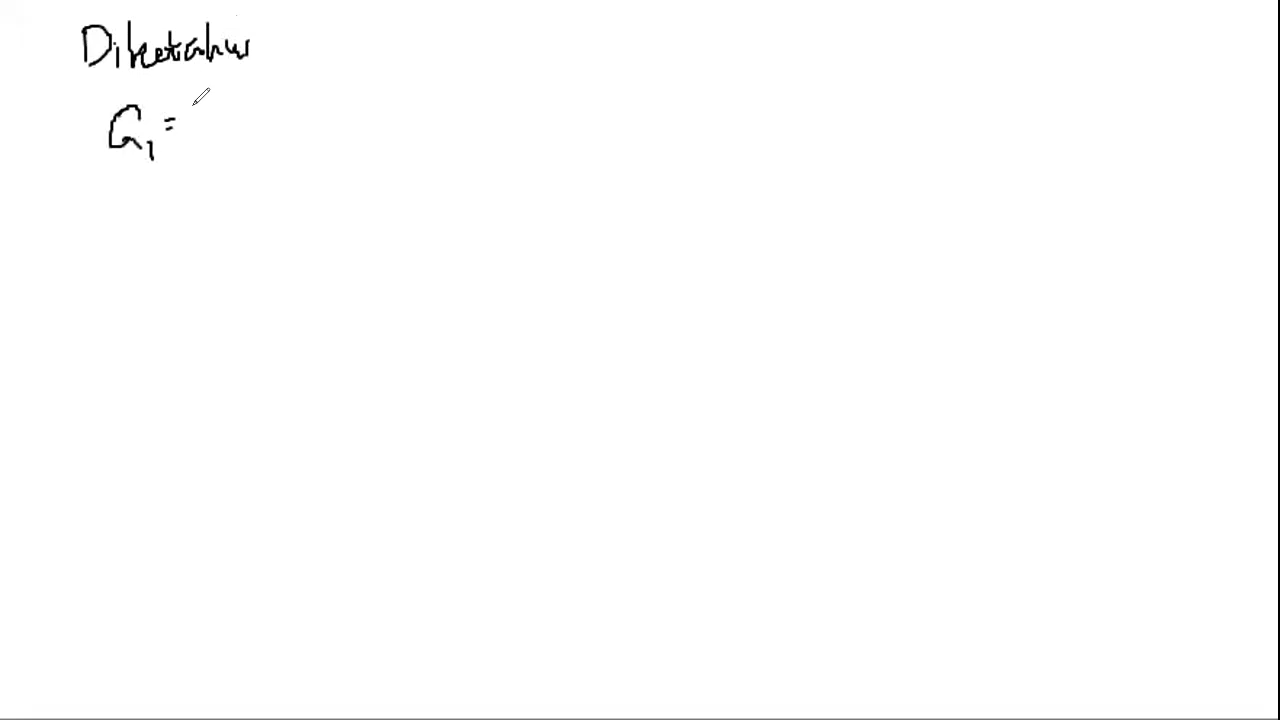 Diketahui
G₁ =